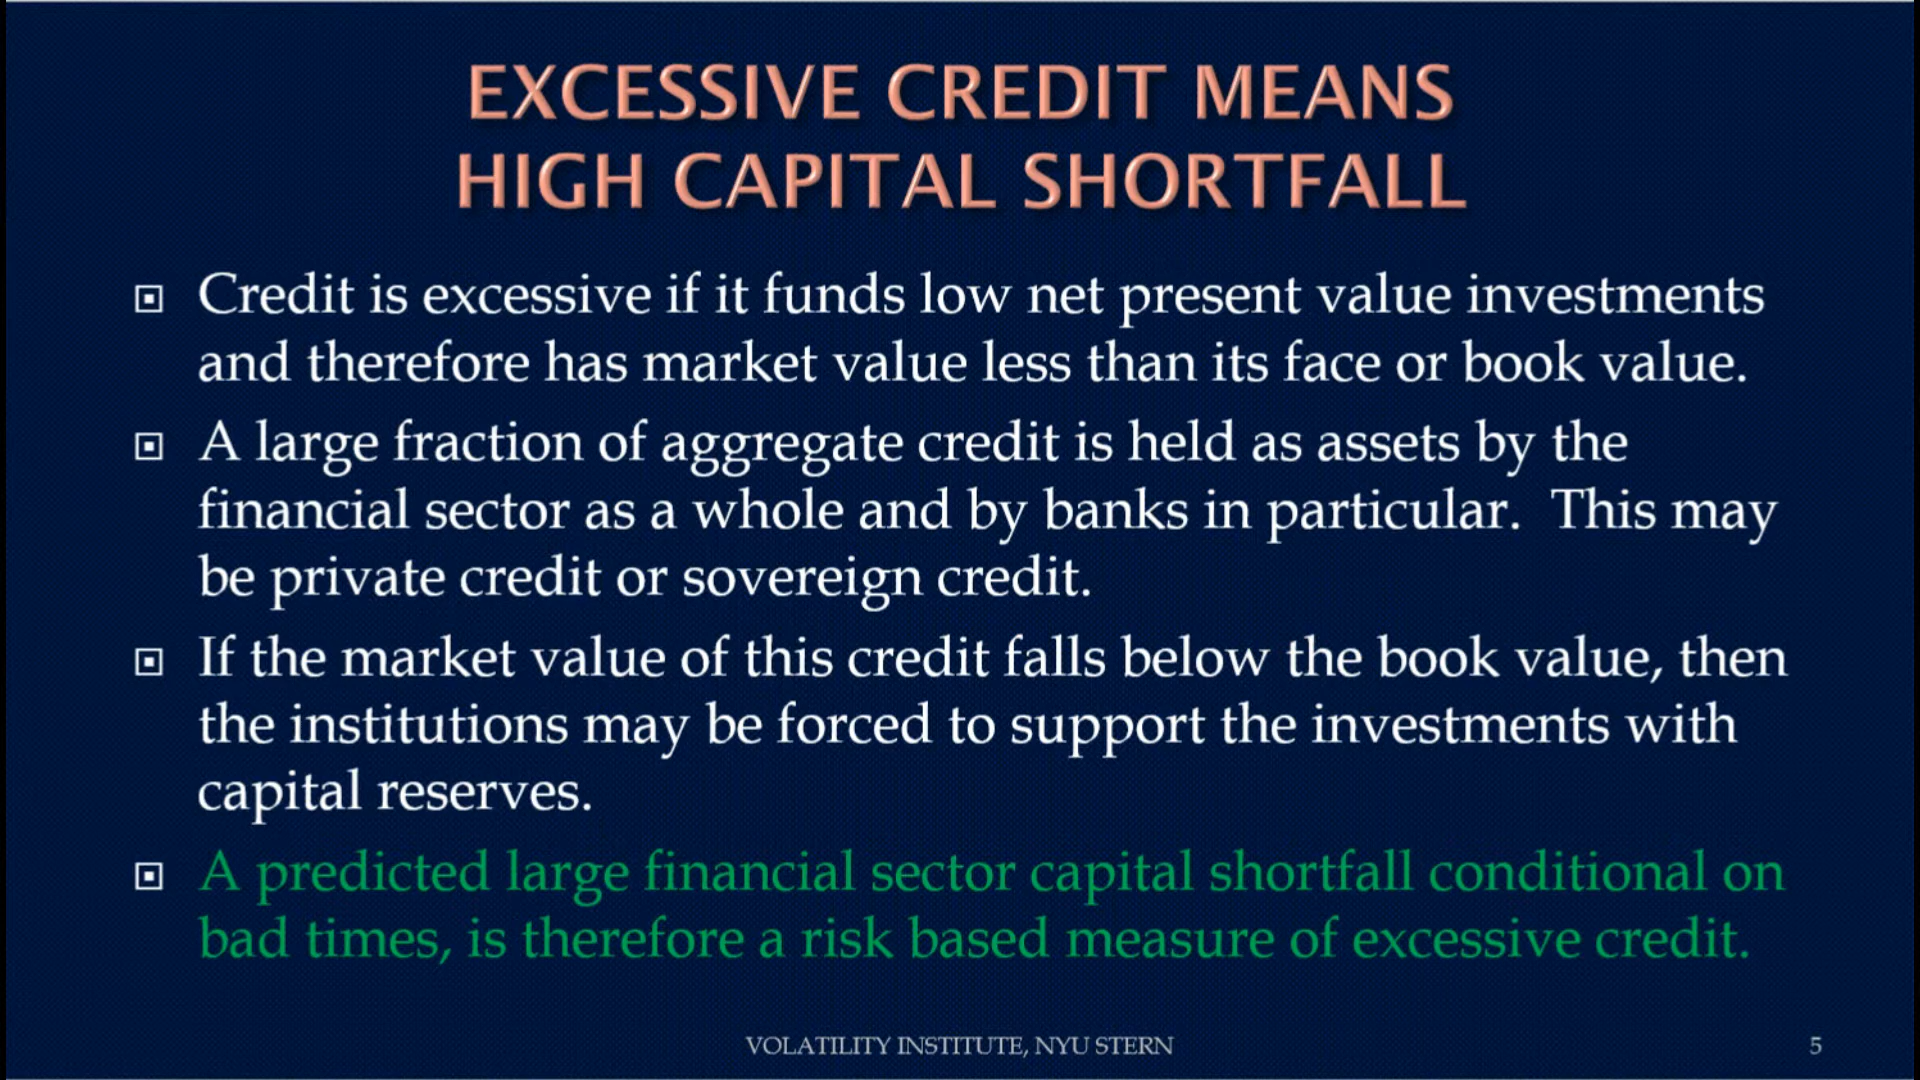 EXCESSIVE CREDIT MEANS
HIGH CAPITAL SHORTFALL
Credit is excessive if it funds low net present value investments
and therefore has market value less than its face or book value.
A large fraction of aggregate credit is held as assets by the
financial sector as a whole and by banks in particular.  This may
be private credit or sovereign credit.
If the market value of this credit falls below the book value, then
the institutions may be forced to support the investments with
capital reserves.
A predicted large financial sector capital shortfall conditional on
bad times, is therefore a risk based measure of excessive credit.
VOLATILITY INSTITUTE, NYU STERN
5